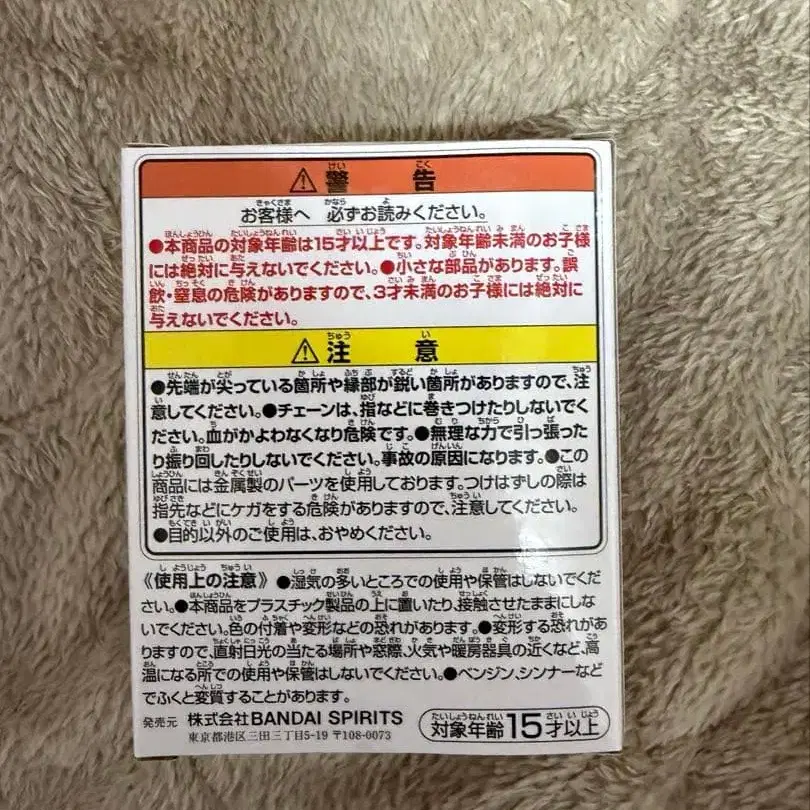 ⚠警告
お客様へ 必ずお読みください。
●本商品の対象年齢は15才以上です。対象年齢未満のお子様
には絶対に与えないでください。●小さな部品があります。誤
飲・窒息の危険がありますので、3才未満のお子様には絶対に
与えないでください。
⚠注意
●先端が尖っている箇所や縁部が鋭い箇所がありますので、注
意してください。●チェーンは、指などに巻きつけたりしないでく
ださい。血がかよわなくなり危険です。●無理な力で引っ張った
り振り回したりしないでください。事故の原因になります。●この
商品には金属製のパーツを使用しております。つけはずしの際は
指先などにケガをする危険がありますので、注意してください。
●目的以外のご使用は、おやめください。
《使用上の注意》●湿気の多いところでの使用や保管はしないでくだ
さい。●本商品をプラスチック製品の上に置いたり、接触させたままにしな
いでください。色の付着や変形などの恐れがあります。●変形する恐れがあ
りますので、直射日光の当たる場所や窓際、火気や暖房器具の近くなど、高
温になる所での使用や保管はしないでください。●ベンジン、シンナーなど
でふくと変質することがあります。
発売元 株式会社BANDAI SPIRITS
東京都港区三田三丁目5-19 〒108-0073
対象年齢15才以上